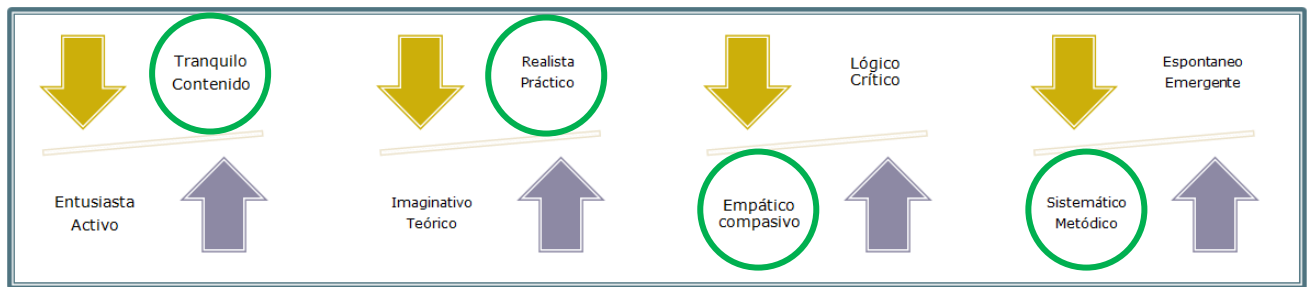 Tranquilo
Contenido
Entusiasta
Activo
Realista
Práctico
Imaginativo
Teórico
Lógico
Crítico
Empático
compasivo
Espontaneo
Emergente
Sistemático
Metódico